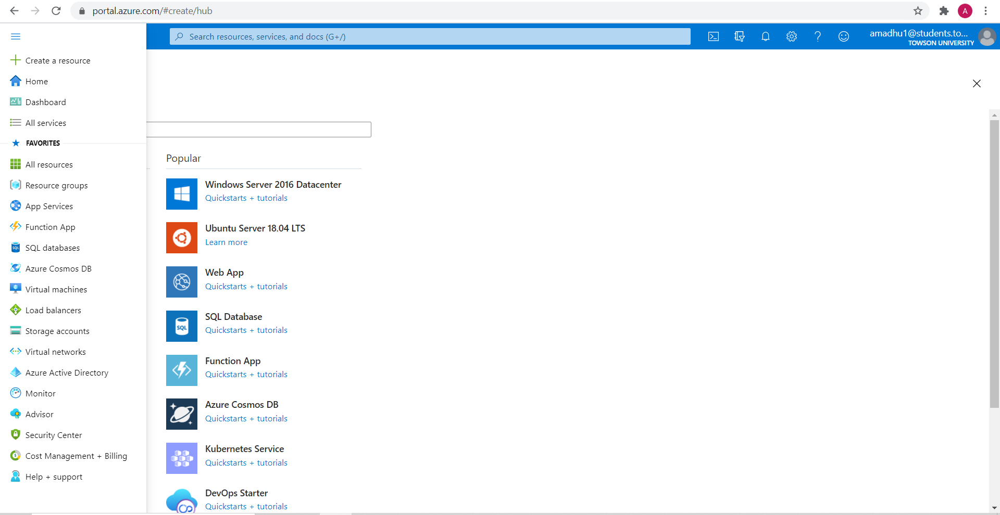 portal.azure.com/#create/hub
A
Search resources, services, and docs (G+/)
amadhu1@students.to...
TOWSON UNIVERSITY
Create a resource
Home
Dashboard
All services
FAVORITES
All resources
Resource groups
App Services
Function App
SQL databases
Azure Cosmos DB
Virtual machines
Load balancers
Storage accounts
Virtual networks
Azure Active Directory
Monitor
Advisor
Security Center
Cost Management + Billing
Help + support
Popular
Windows Server 2016 Datacenter
Quickstarts + tutorials
Ubuntu Server 18.04 LTS
Learn more
Web App
Quickstarts + tutorials
SQL
SQL Database
Quickstarts + tutorials
Function App
Quickstarts + tutorials
Azure Cosmos DB
Quickstarts + tutorials
Kubernetes Service
Quickstarts + tutorials
DevOps Starter
Quickstarts + tutorials